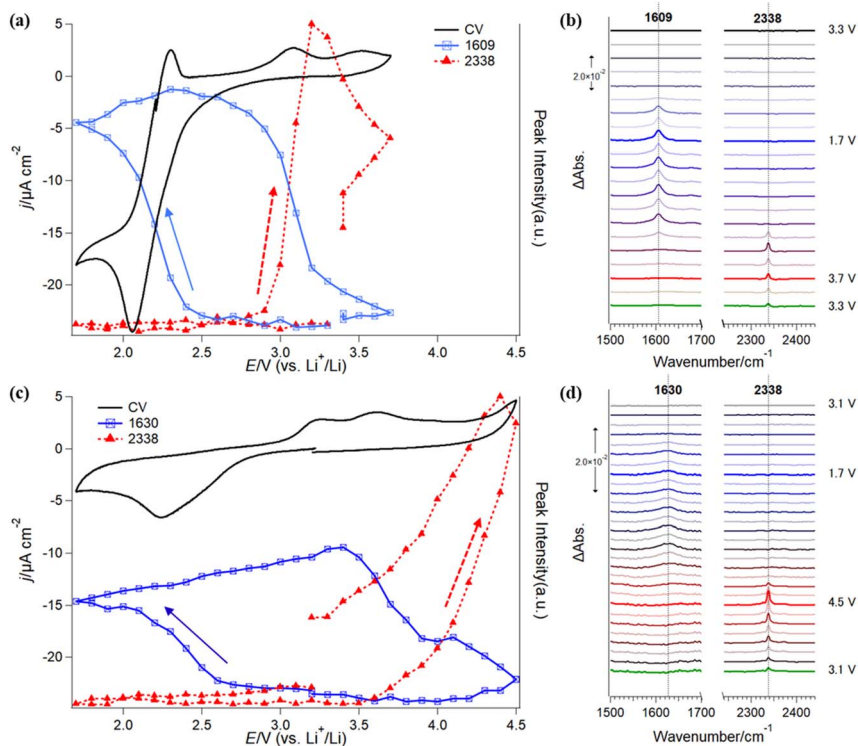 (a)
CV
1609
2338
5
0
-5
-10
-15
-20
j/µA cm⁻²
Peak Intensity(a.u.)
2.0
2.5
3.0
3.5
4.0
4.5
E/V (vs. Li⁺/Li)
(b)
1609
2338
3.3 V
2.0×10⁻²
1.7 V
3.7 V
3.3 V
ΔAbs.
1500
1600
1700
2340
2400
Wavenumber/cm⁻¹
(c)
CV
1630
2338
5
0
-5
-10
-15
-20
j/µA cm⁻²
Peak Intensity(a.u.)
2.0
2.5
3.0
3.5
4.0
4.5
E/V (vs. Li⁺/Li)
(d)
1630
2338
3.1 V
2.0×10⁻²
1.7 V
4.5 V
3.1 V
ΔAbs.
1500
1600
1700
2340
2400
Wavenumber/cm⁻¹